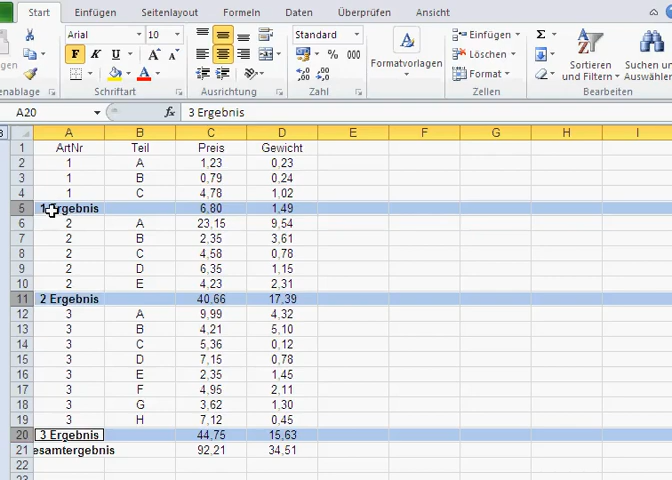 Start Einfügen Seitenlayout Formeln Daten Überprüfen Ansicht
Arial 10 Standard Einfügen Σ
F K U A A Löschen Formatvorlagen Sortieren Suchen
A % 000 Format und Filtern Auswähle
nablage Schriftart Ausrichtung Zahl Zellen Bearbeiten
A20 fx 3 Ergebnis
A B C D E F G H I
1 ArtNr Teil Preis Gewicht
2 1 A 1,23 0,23
3 1 B 0,79 0,24
4 1 C 4,78 1,02
5 1 Ergebnis 6,80 1,49
6 2 A 23,15 9,54
7 2 B 2,35 3,61
8 2 C 4,58 0,78
9 2 D 6,35 1,15
10 2 E 4,23 2,31
11 2 Ergebnis 40,66 17,39
12 3 A 9,99 4,32
13 3 B 4,21 5,10
14 3 C 5,36 0,12
15 3 D 7,15 0,78
16 3 E 2,35 1,45
17 3 F 4,95 2,11
18 3 G 3,62 1,30
19 3 H 7,12 0,45
20 3 Ergebnis 44,75 15,63
21 esamtergebnis 92,21 34,51
22
23